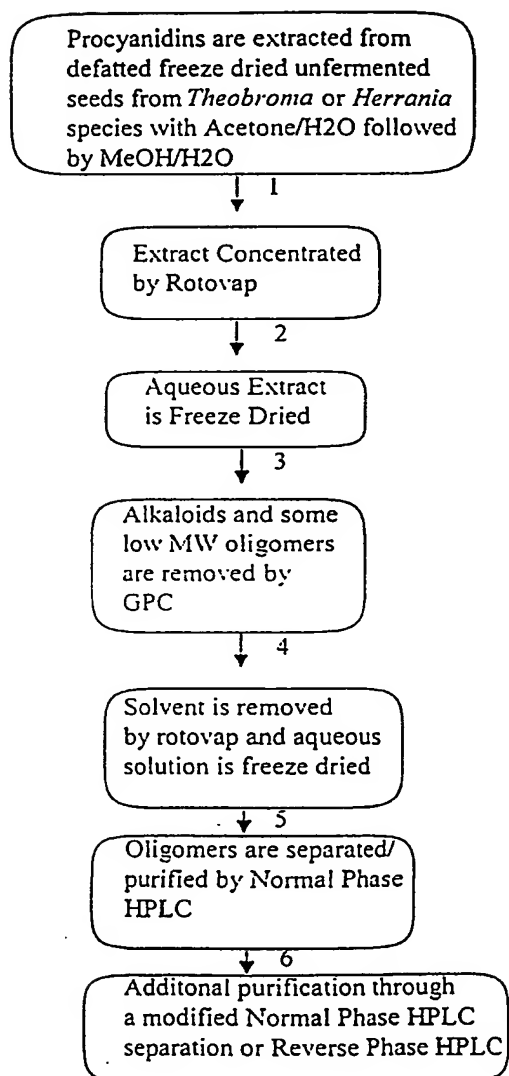 Procyanidins are extracted from
defatted freeze dried unfermented
seeds from Theobroma or Herrania
species with Acetone/H2O followed
by MeOH/H2O
1
Extract Concentrated
by Rotovap
2
Aqueous Extract
is Freeze Dried
3
Alkaloids and some
low MW oligomers
are removed by
GPC
4
Solvent is removed
by rotovap and aqueous
solution is freeze dried
5
Oligomers are separated/
purified by Normal Phase
HPLC
6
Additonal purification through
a modified Normal Phase HPLC
separation or Reverse Phase HPLC